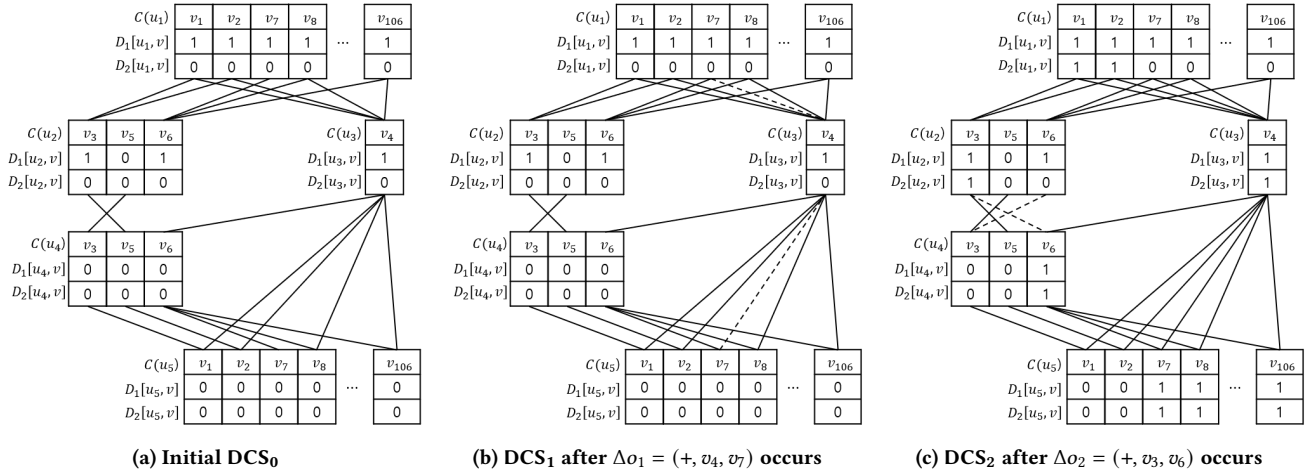 C(u₁) v₁ v₂ v₇ v₈ v₁₀₆
D₁[u₁, v] 1 1 1 1 ... 1
D₂[u₁, v] 0 0 0 0 0
C(u₂) v₃ v₅ v₆
D₁[u₂, v] 1 0 1
D₂[u₂, v] 0 0 0
C(u₃) v₄
D₁[u₃, v] 1
D₂[u₃, v] 0
C(u₄) v₃ v₅ v₆
D₁[u₄, v] 0 0 0
D₂[u₄, v] 0 0 0
C(u₅) v₁ v₂ v₇ v₈ v₁₀₆
D₁[u₅, v] 0 0 0 0 ... 0
D₂[u₅, v] 0 0 0 0 0
(a) Initial DCS₀
C(u₁) v₁ v₂ v₇ v₈ v₁₀₆
D₁[u₁, v] 1 1 1 1 ... 1
D₂[u₁, v] 0 0 0 0 0
C(u₂) v₃ v₅ v₆
D₁[u₂, v] 1 0 1
D₂[u₂, v] 0 0 0
C(u₃) v₄
D₁[u₃, v] 1
D₂[u₃, v] 0
C(u₄) v₃ v₅ v₆
D₁[u₄, v] 0 0 0
D₂[u₄, v] 0 0 0
C(u₅) v₁ v₂ v₇ v₈ v₁₀₆
D₁[u₅, v] 0 0 0 0 ... 0
D₂[u₅, v] 0 0 0 0 0
(b) DCS₁ after Δo₁ = (+, v₄, v₇) occurs
C(u₁) v₁ v₂ v₇ v₈ v₁₀₆
D₁[u₁, v] 1 1 1 1 ... 1
D₂[u₁, v] 1 1 0 0 0
C(u₂) v₃ v₅ v₆
D₁[u₂, v] 1 0 1
D₂[u₂, v] 1 0 0
C(u₃) v₄
D₁[u₃, v] 1
D₂[u₃, v] 1
C(u₄) v₃ v₅ v₆
D₁[u₄, v] 0 0 1
D₂[u₄, v] 0 0 1
C(u₅) v₁ v₂ v₇ v₈ v₁₀₆
D₁[u₅, v] 0 0 1 1 ... 1
D₂[u₅, v] 0 0 1 1 1
(c) DCS₂ after Δo₂ = (+, v₃, v₆) occurs